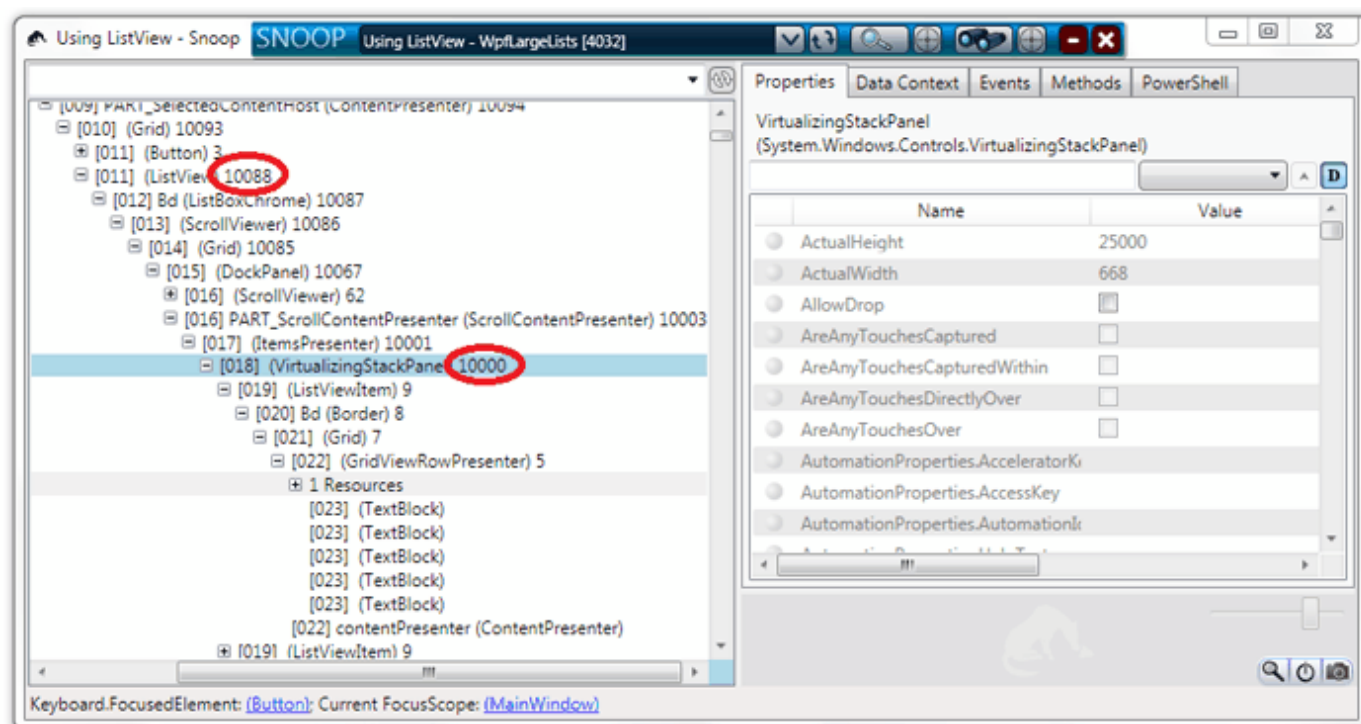 Using ListView - Snoop SNOOP Using ListView - WpfLargeLists [4032]
[009] PART_SelectedContentHost (ContentPresenter) 10094
[010] (Grid) 10093
[011] (Button) 3
[011] (ListView) 10088
[012] Bd (ListBoxChrome) 10087
[013] (ScrollViewer) 10086
[014] (Grid) 10085
[015] (DockPanel) 10067
[016] (ScrollViewer) 62
[016] PART_ScrollContentPresenter (ScrollContentPresenter) 10003
[017] (ItemsPresenter) 10001
[018] (VirtualizingStackPane 10000
[019] (ListViewItem) 9
[020] Bd (Border) 8
[021] (Grid) 7
[022] (GridViewRowPresenter) 5
1 Resources
[023] (TextBlock)
[023] (TextBlock)
[023] (TextBlock)
[023] (TextBlock)
[023] (TextBlock)
[022] contentPresenter (ContentPresenter)
[019] (ListViewItem) 9
Properties Data Context Events Methods PowerShell
VirtualizingStackPanel
(System.Windows.Controls.VirtualizingStackPanel)
D
Name Value
ActualHeight 25000
ActualWidth 668
AllowDrop
AreAnyTouchesCaptured
AreAnyTouchesCapturedWithin
AreAnyTouchesDirectlyOver
AreAnyTouchesOver
AutomationProperties.AcceleratorK
AutomationProperties.AccessKey
AutomationProperties.AutomationI
Keyboard.FocusedElement: (Button); Current FocusScope: (MainWindow)